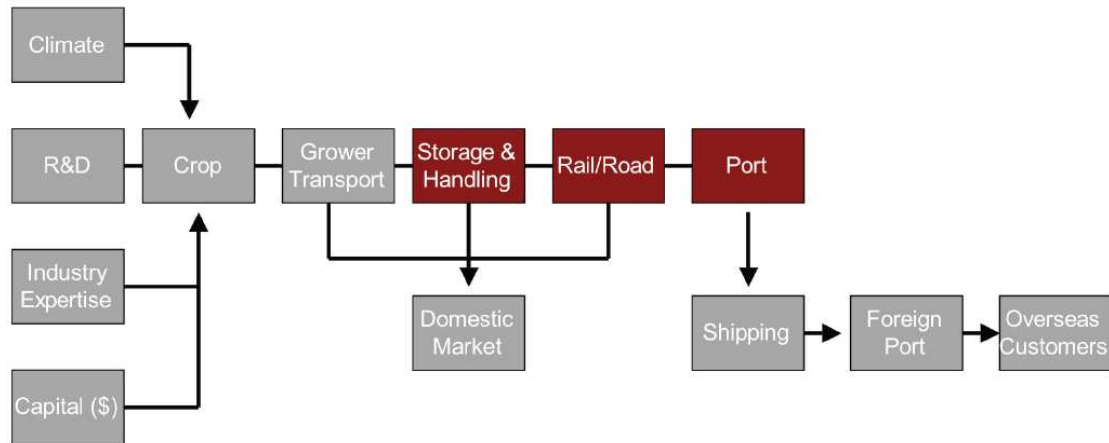 Climate
R&D
Crop
Grower
Transport
Storage &
Handling
Rail/Road
Port
Industry
Expertise
Domestic
Market
Shipping
Foreign
Port
Overseas
Customers
Capital ($)